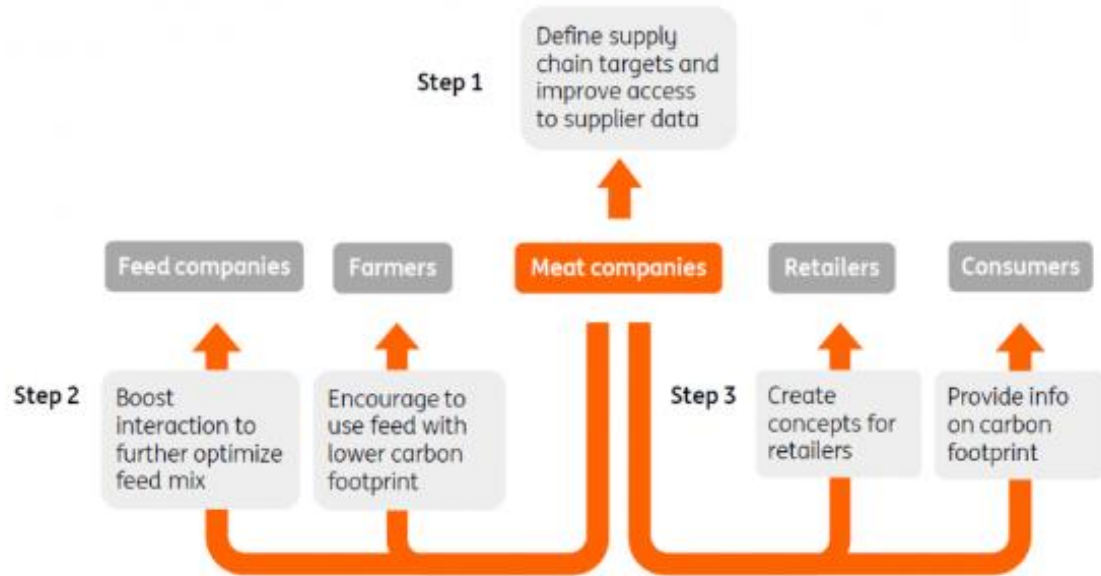 Step 1
Define supply
chain targets and
improve access
to supplier data
Feed companies
Farmers
Meat companies
Retailers
Consumers
Step 2
Boost
interaction to
further optimize
feed mix
Encourage to
use feed with
lower carbon
footprint
Step 3
Create
concepts for
retailers
Provide info
on carbon
footprint